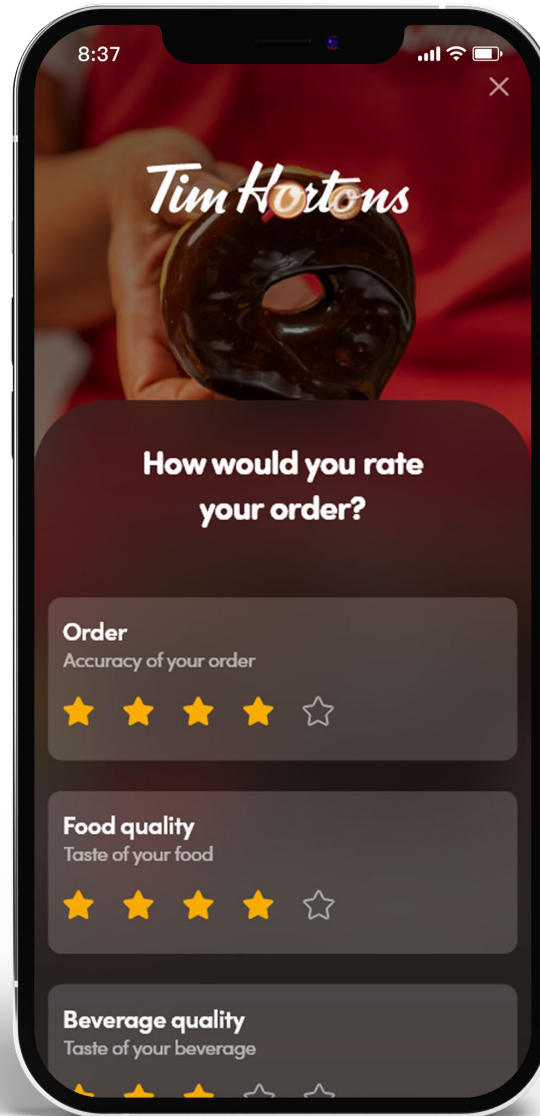 8:37
Tim Hortons
How would you rate
your order?
Order
Accuracy of your order
Food quality
Taste of your food
Beverage quality
Taste of your beverage